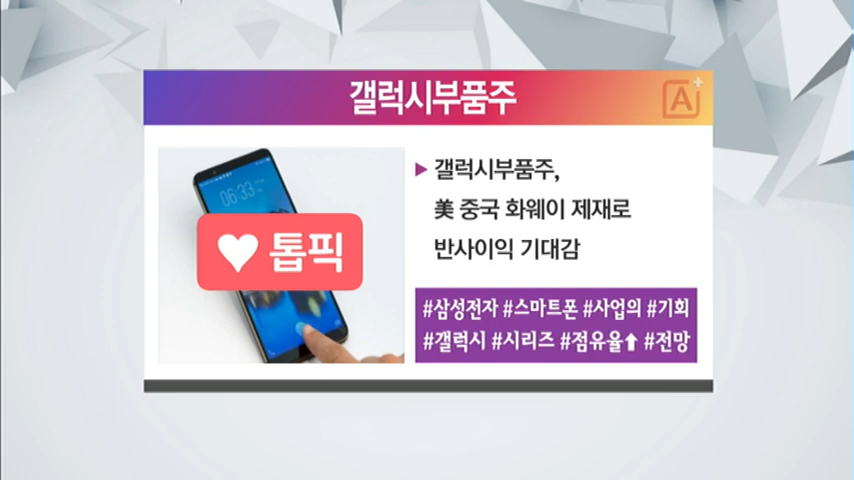 갤럭시부품주
A+
06:33
♥ 톱픽
▶ 갤럭시부품주,
美 중국 화웨이 제재로
반사이익 기대감
#삼성전자 #스마트폰 #사업의 #기회
#갤럭시 #시리즈 #점유율⬆ #전망